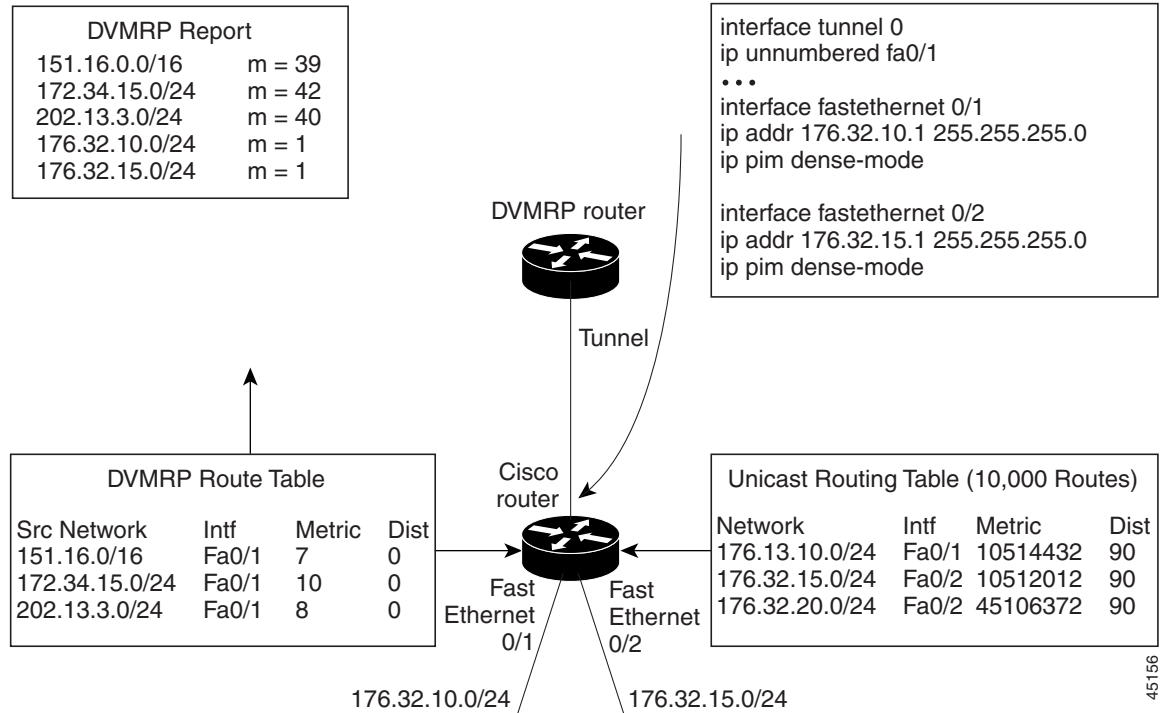 DVMRP Report
151.16.0.0/16 m = 39
172.34.15.0/24 m = 42
202.13.3.0/24 m = 40
176.32.10.0/24 m = 1
176.32.15.0/24 m = 1
interface tunnel 0
ip unnumbered fa0/1
• • •
interface fastethernet 0/1
ip addr 176.32.10.1 255.255.255.0
ip pim dense-mode
interface fastethernet 0/2
ip addr 176.32.15.1 255.255.255.0
ip pim dense-mode
DVMRP router
Tunnel
Cisco
router
DVMRP Route Table
Src Network Intf Metric Dist
151.16.0/16 Fa0/1 7 0
172.34.15.0/24 Fa0/1 10 0
202.13.3.0/24 Fa0/1 8 0
Unicast Routing Table (10,000 Routes)
Network Intf Metric Dist
176.13.10.0/24 Fa0/1 10514432 90
176.32.15.0/24 Fa0/2 10512012 90
176.32.20.0/24 Fa0/2 45106372 90
Fast
Ethernet
0/1
Fast
Ethernet
0/2
176.32.10.0/24
176.32.15.0/24
45156